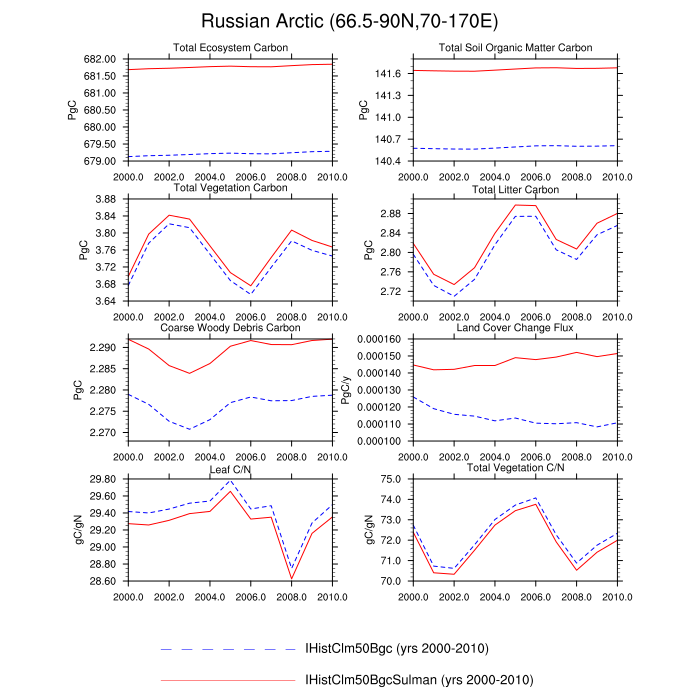 Russian Arctic (66.5-90N,70-170E)
Total Ecosystem Carbon
PgC
682.00
681.50
681.00
680.50
680.00
679.50
679.00
2000.0 2002.0 2004.0 2006.0 2008.0 2010.0
Total Soil Organic Matter Carbon
PgC
141.6
141.3
141.0
140.7
140.4
2000.0 2002.0 2004.0 2006.0 2008.0 2010.0
Total Vegetation Carbon
PgC
3.88
3.84
3.80
3.76
3.72
3.68
3.64
2000.0 2002.0 2004.0 2006.0 2008.0 2010.0
Total Litter Carbon
PgC
2.88
2.84
2.80
2.76
2.72
2000.0 2002.0 2004.0 2006.0 2008.0 2010.0
Coarse Woody Debris Carbon
PgC
2.290
2.285
2.280
2.275
2.270
2000.0 2002.0 2004.0 2006.0 2008.0 2010.0
Land Cover Change Flux
PgC/y
0.000160
0.000150
0.000140
0.000130
0.000120
0.000110
0.000100
2000.0 2002.0 2004.0 2006.0 2008.0 2010.0
Leaf C/N
gC/gN
29.80
29.60
29.40
29.20
29.00
28.80
28.60
2000.0 2002.0 2004.0 2006.0 2008.0 2010.0
Total Vegetation C/N
gC/gN
75.0
74.0
73.0
72.0
71.0
70.0
2000.0 2002.0 2004.0 2006.0 2008.0 2010.0
IHistClm50Bgc (yrs 2000-2010)
IHistClm50BgcSulman (yrs 2000-2010)